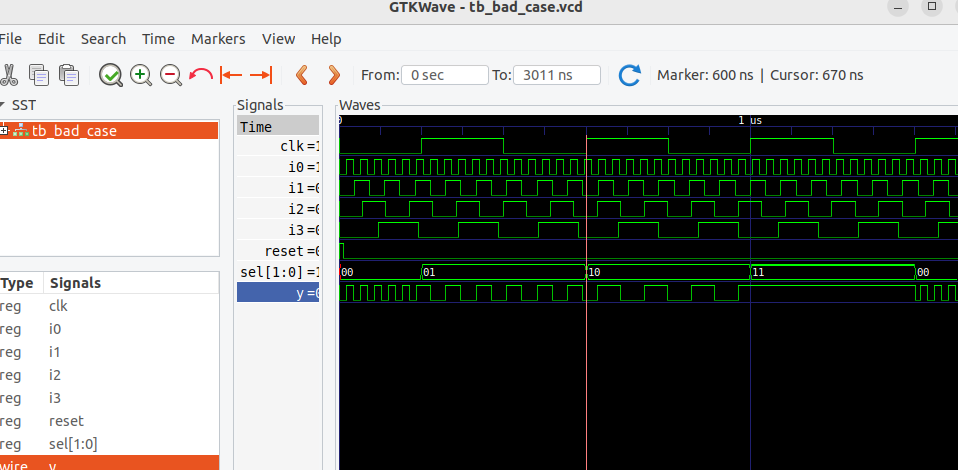 GTKWave - tb_bad_case.vcd
File Edit Search Time Markers View Help
From: 0 sec To: 3011 ns Marker: 600 ns | Cursor: 670 ns
SST
tb_bad_case
Type Signals
reg clk
reg i0
reg i1
reg i2
reg i3
reg reset
reg sel[1:0]
wire y
Signals
Time
clk =1
i0 =1
i1 =0
i2 =0
i3 =0
reset =0
sel[1:0] =1
y =0
Waves
0 1 us
00 01 10 11 00